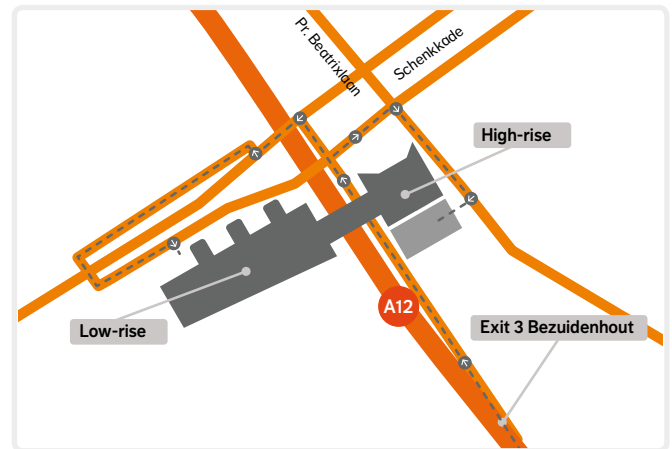 Pr. Beatrixlaan
Schenkkade
High-rise
A12
Low-rise
Exit 3 Bezuidenhout